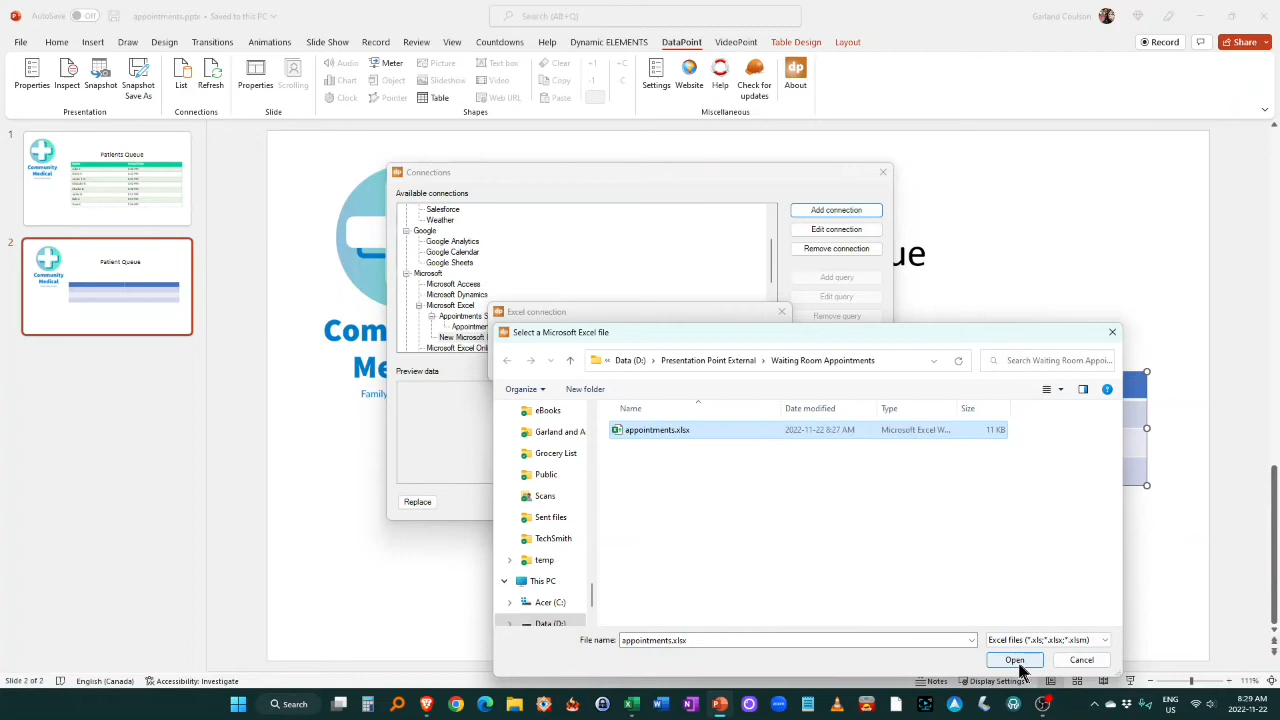 AutoSave Off appointments.pptx • Saved to this PC Search (Alt+Q) Garland Coulson
File Home Insert Draw Design Transitions Animations Slide Show Record Review View Countdowns Help Dynamic ELEMENTS DataPoint VideoPoint Table Design Layout Record Share
Properties Inspect Snapshot Snapshot Save As List Refresh Properties Scrolling Audio Meter Picture Text box Clear +1 +C Settings Website Help Check for updates About
Chart Object Slideshow Video Copy -1 C
Clock Pointer Table Web URL Paste
Presentation Connections Slide Shapes Miscellaneous
1
Patients Queue
Community
Medical
2
Patient Queue
Community
Medical
ue
Com
Me
Family
Connections
Available connections
Salesforce
Weather
Google
Google Analytics
Google Calendar
Google Sheets
Microsoft
Microsoft Access
Microsoft Dynamics
Microsoft Excel
Appointments S
Appointmen
New Microsoft
Microsoft Excel Onl
Add connection
Edit connection
Remove connection
Add query
Edit query
Remove query
Preview data
Replace
Excel connection
Select a Microsoft Excel file
« Data (D:) > Presentation Point External > Waiting Room Appointments
Search Waiting Room Appoi...
Organize New folder
Name Date modified Type Size
appointments.xlsx 2022-11-22 8:27 AM Microsoft Excel W... 11 KB
eBooks
Garland and A
Grocery List
Public
Scans
Sent files
TechSmith
temp
This PC
Acer (C:)
Data (D:)
File name: appointments.xlsx Excel files (*.xls;*.xlsx;*.xlsm)
Open Cancel
Slide 2 of 2 English (Canada) Accessibility: Investigate Notes Display Settings 111%
Search ENG US 8:29 AM 2022-11-22